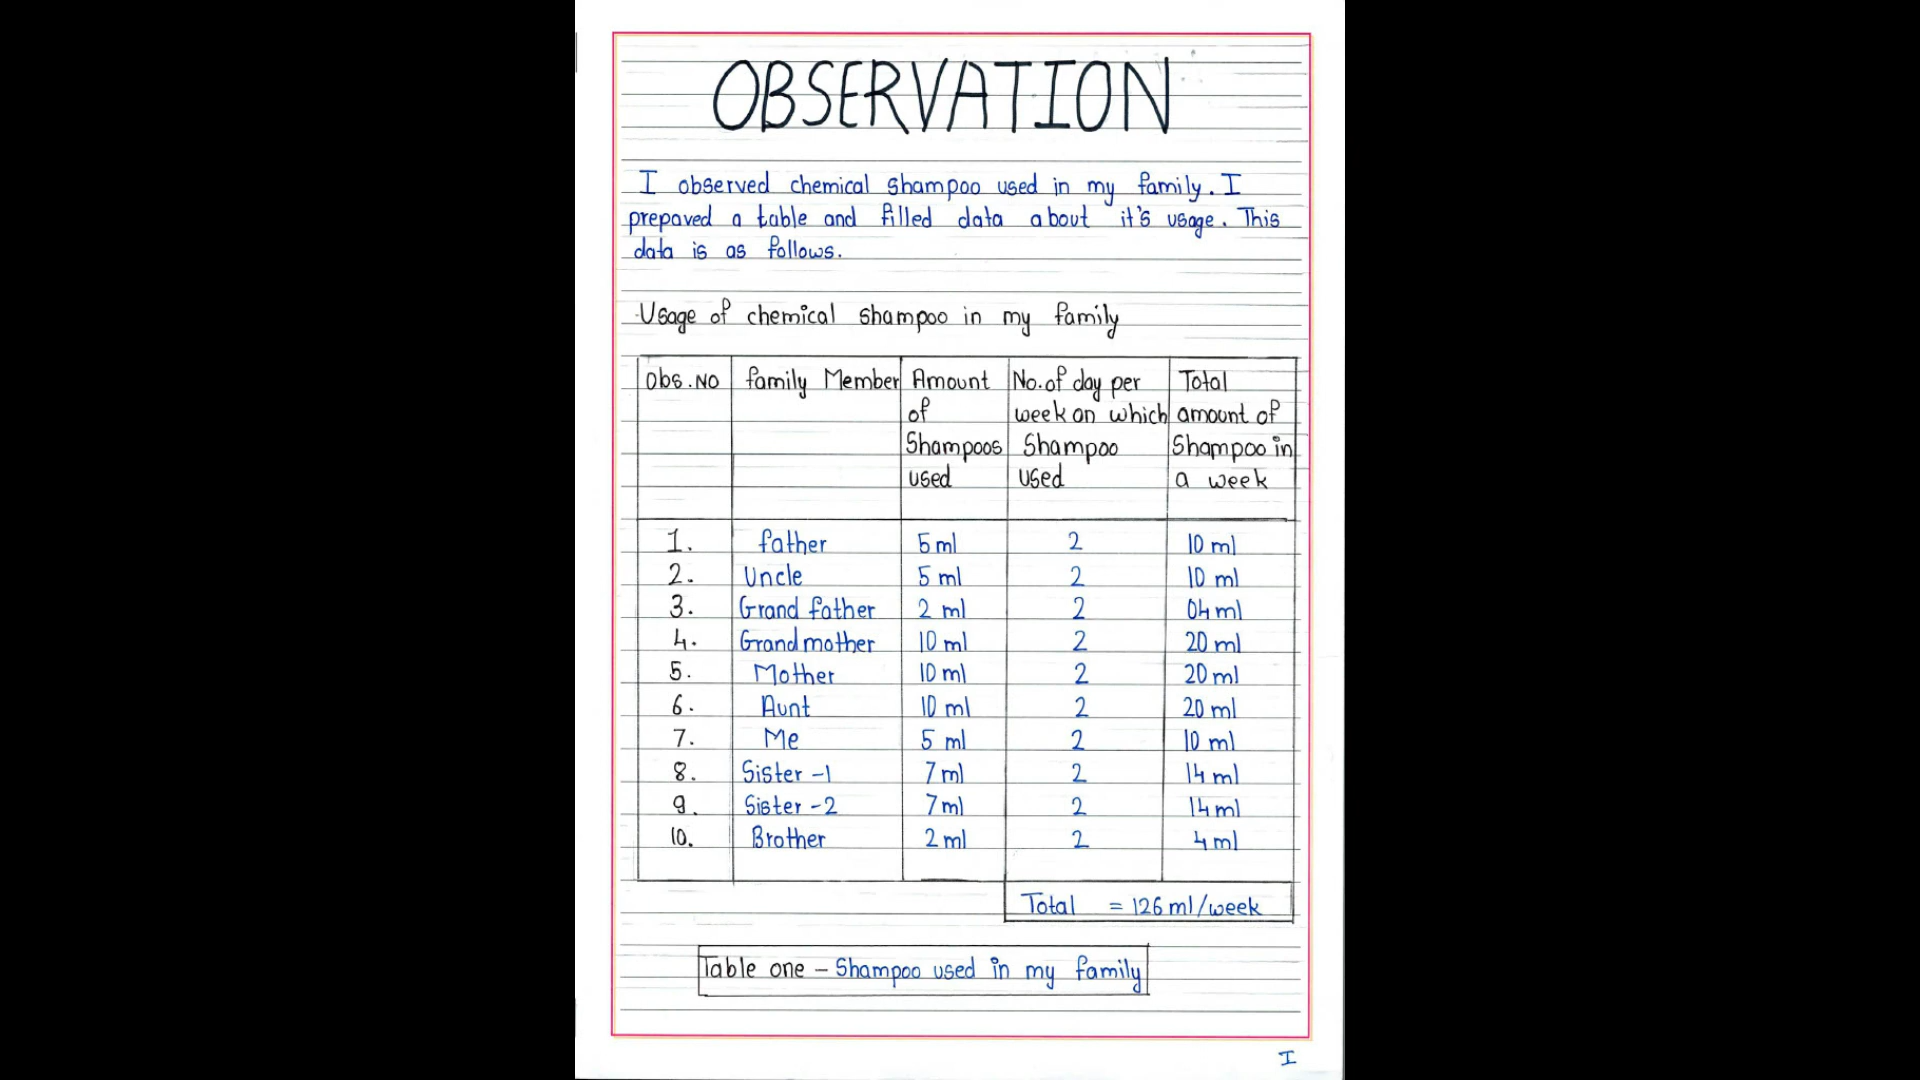 OBSERVATION
I observed chemical shampoo used in my family. I
prepaved a table and filled data about it's usage. This
data is as follows.
Usage of chemical shampoo in my family
Obs.NO family Member Amount of Shampoos used No.of day per week on which Shampoo used Total amount of Shampoo in a week
1. father 5 ml 2 10 ml
2. Uncle 5 ml 2 10 ml
3. Grand father 2 ml 2 04 ml
4. Grandmother 10 ml 2 20 ml
5. Mother 10 ml 2 20 ml
6. Aunt 10 ml 2 20 ml
7. Me 5 ml 2 10 ml
8. Sister -1 7 ml 2 14 ml
9. Sister -2 7 ml 2 14 ml
10. Brother 2 ml 2 4 ml
Total = 126 ml/week
Table one – Shampoo used in my family
I